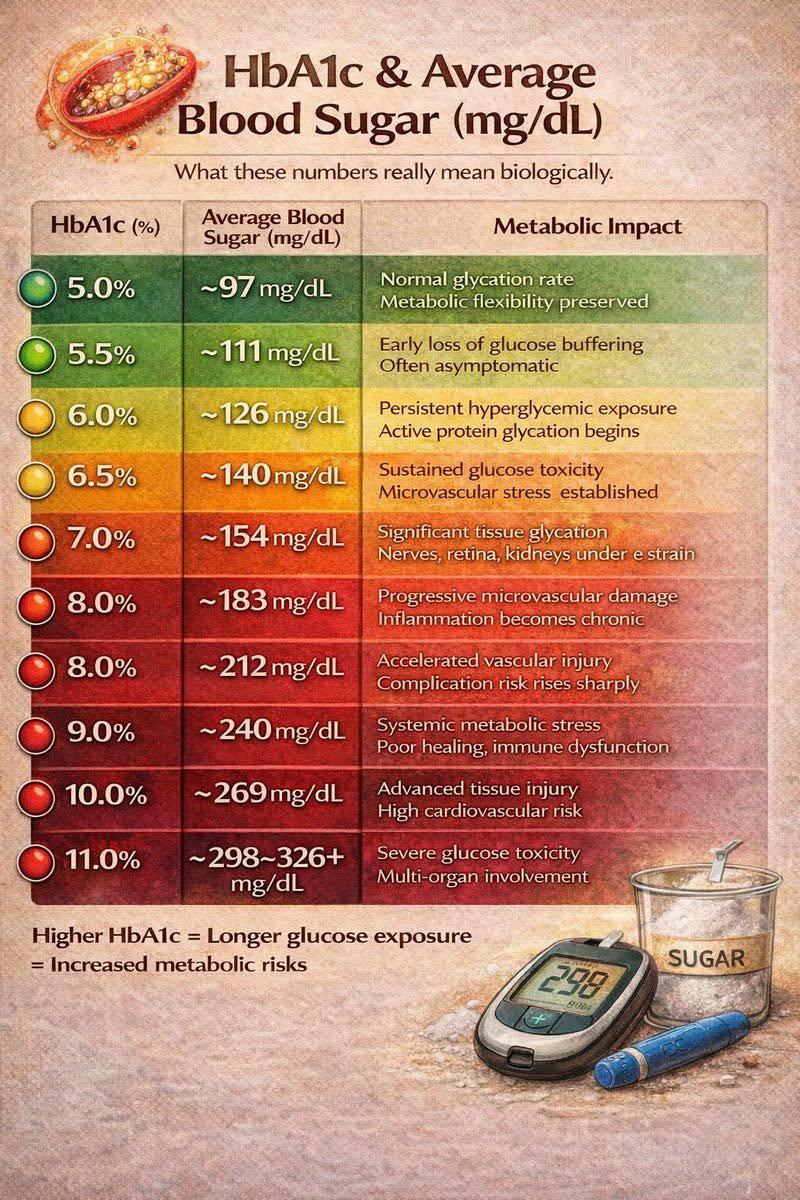 HbA1c & Average
Blood Sugar (mg/dL)
What these numbers really mean biologically.
HbA1c (%)
Average Blood
Sugar (mg/dL)
Metabolic Impact
5.0%
~97 mg/dL
Normal glycation rate
Metabolic flexibility preserved
5.5%
~111 mg/dL
Early loss of glucose buffering
Often asymptomatic
6.0%
~126 mg/dL
Persistent hyperglycemic exposure
Active protein glycation begins
6.5%
~140 mg/dL
Sustained glucose toxicity
Microvascular stress established
7.0%
~154 mg/dL
Significant tissue glycation
Nerves, retina, kidneys under e strain
8.0%
~183 mg/dL
Progressive microvascular damage
Inflammation becomes chronic
8.0%
~212 mg/dL
Accelerated vascular injury
Complication risk rises sharply
9.0%
~240 mg/dL
Systemic metabolic stress
Poor healing, immune dysfunction
10.0%
~269 mg/dL
Advanced tissue injury
High cardiovascular risk
11.0%
~298~326+
mg/dL
Severe glucose toxicity
Multi-organ involvement
Higher HbA1c = Longer glucose exposure
= Increased metabolic risks
SUGAR
298